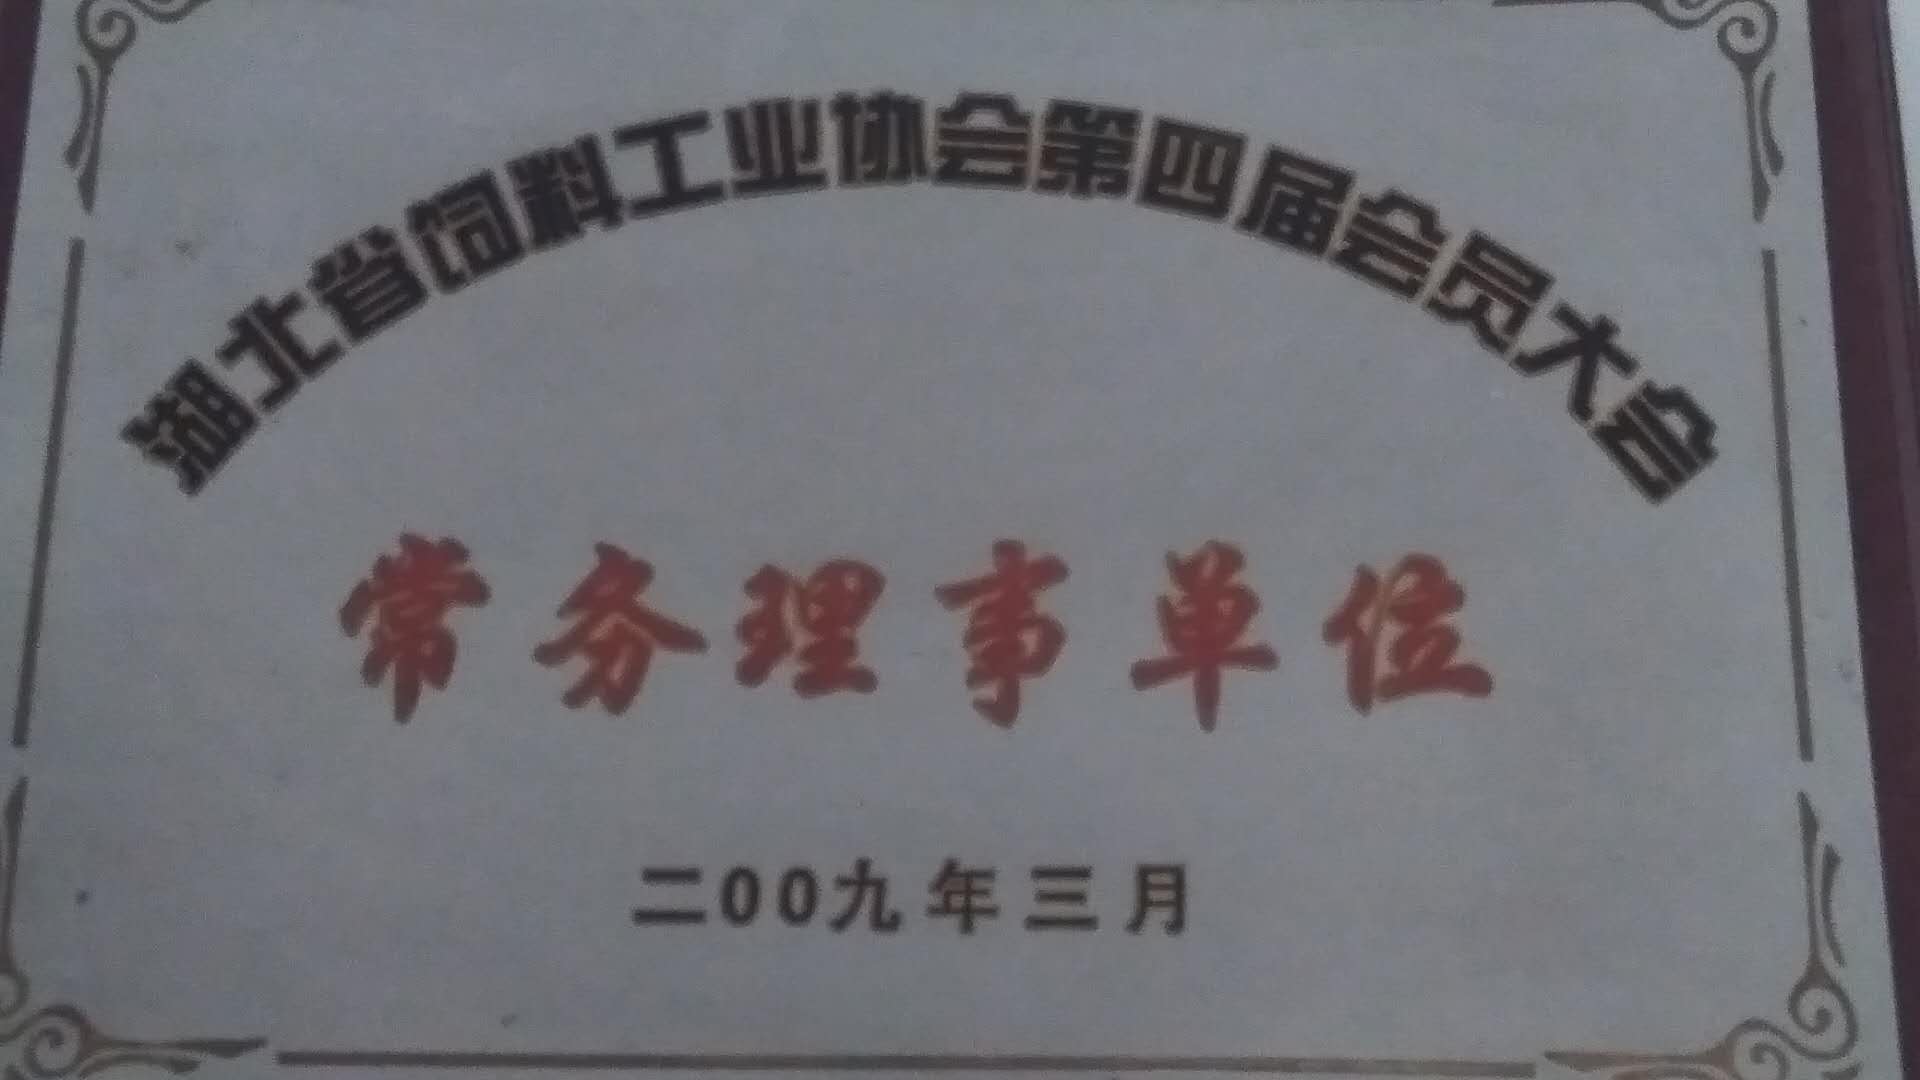 湖北省饲料工业协会第四届会员大会
常务理事单位
二00九年三月